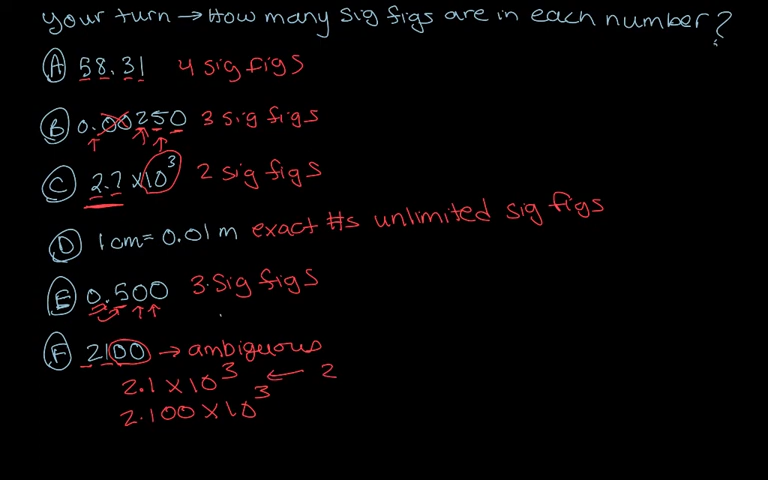 your turn → How many sig figs are in each number?
A 58.31 4 sig figs
B 0.00250 3 sig figs
C 2.2 x 10³ 2 sig figs
D 1 cm = 0.01 m exact #s unlimited sig figs
E 0.500 3 sig figs
F 2100 → ambiguous
2.1 x 10³ ← 2
2.100 x 10³